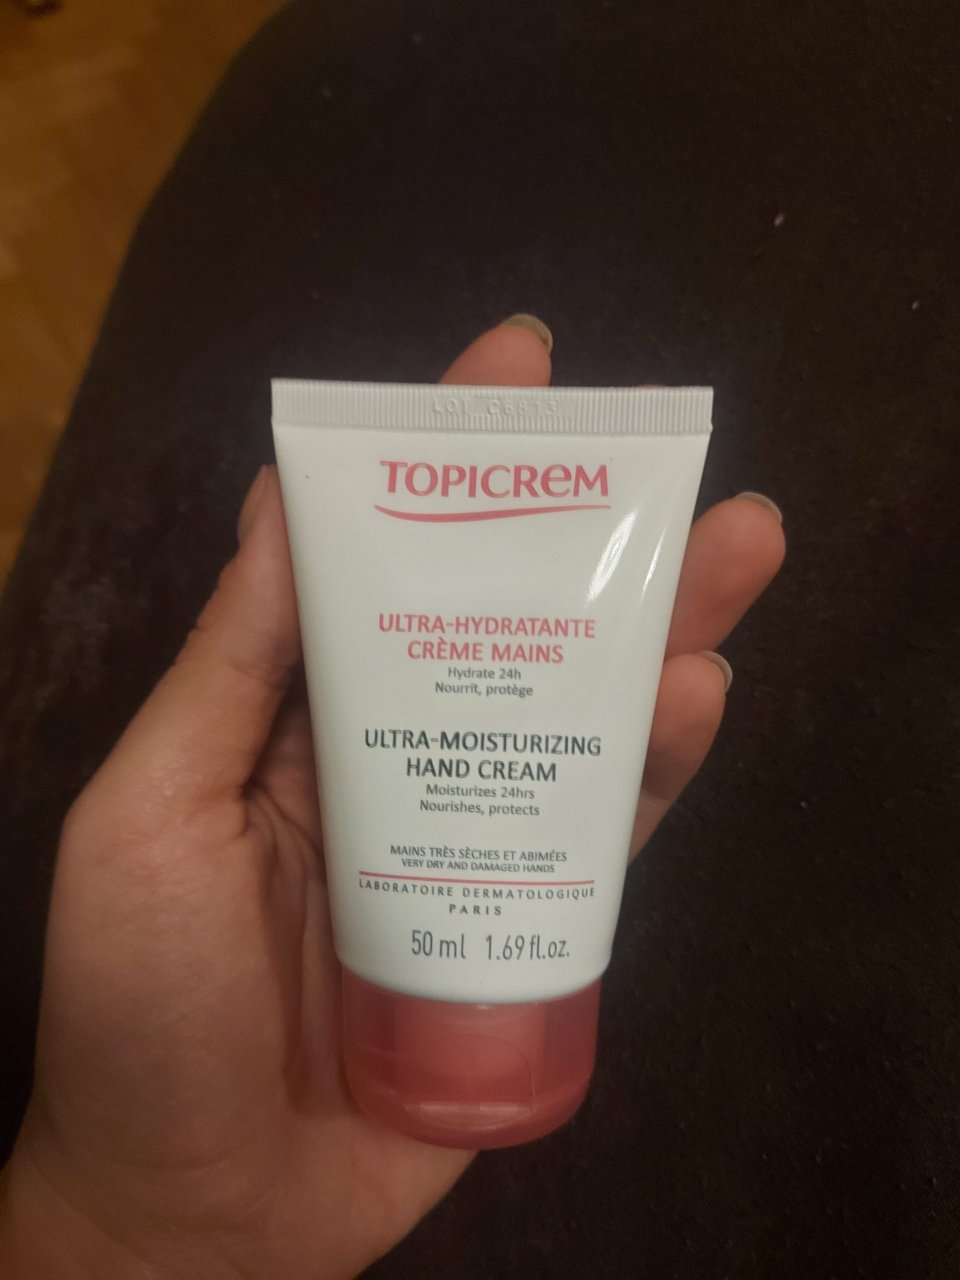 TOPICREM
ULTRA-HYDRATANTE
CRÈME MAINS
Hydrate 24h
Nourrit, protège
ULTRA-MOISTURIZING
HAND CREAM
Moisturizes 24hrs
Nourishes, protects
MAINS TRÈS SÈCHES ET ABIMÉES
VERY DRY AND DAMAGED HANDS
LABORATOIRE DERMATOLOGIQUE
PARIS
50 ml 1.69 fl.oz.